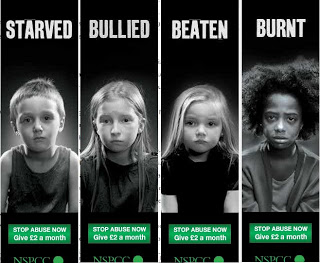 STARVED
STOP ABUSE NOW
Give £2 a month
NSPCC
BULLIED
STOP ABUSE NOW
Give £2 a month
NSPCC
BEATEN
STOP ABUSE NOW
Give £2 a month
NSPCC
BURNT
STOP ABUSE NOW
Give £2 a month
NSPCC